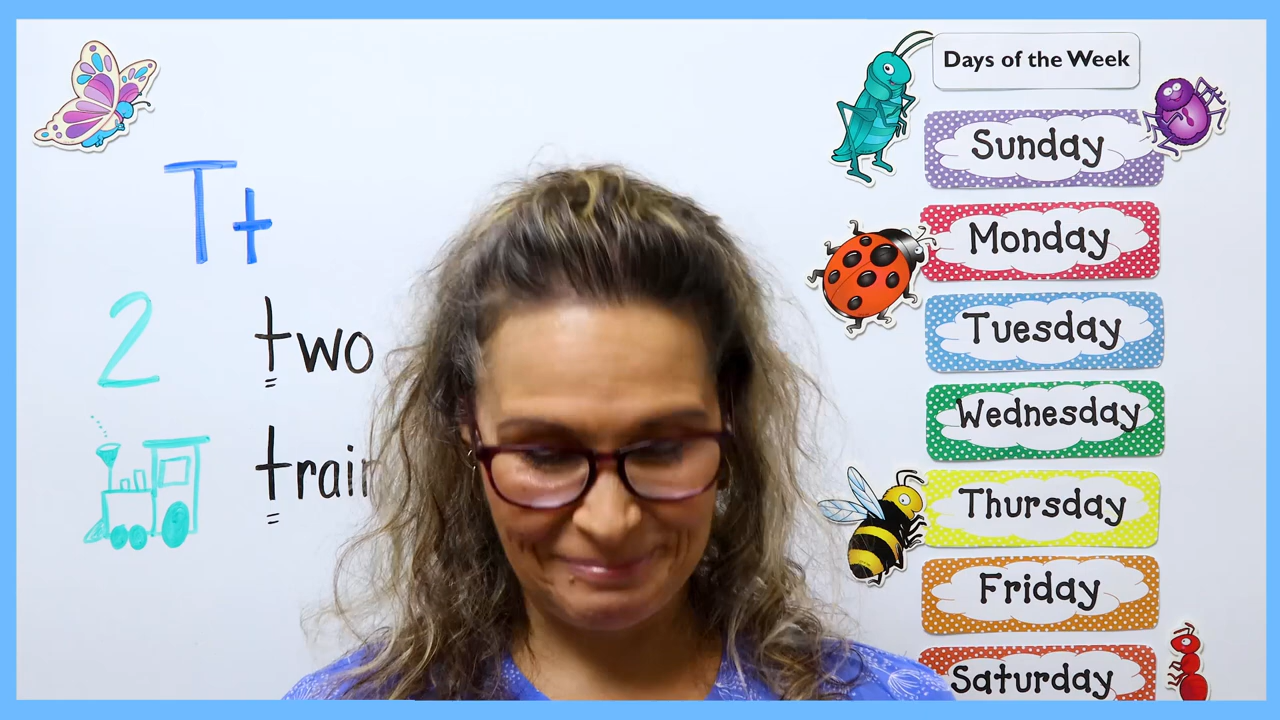 Tt
2 two
Days of the Week
Sunday
Monday
Tuesday
Wednesday
Thursday
Friday
Saturday